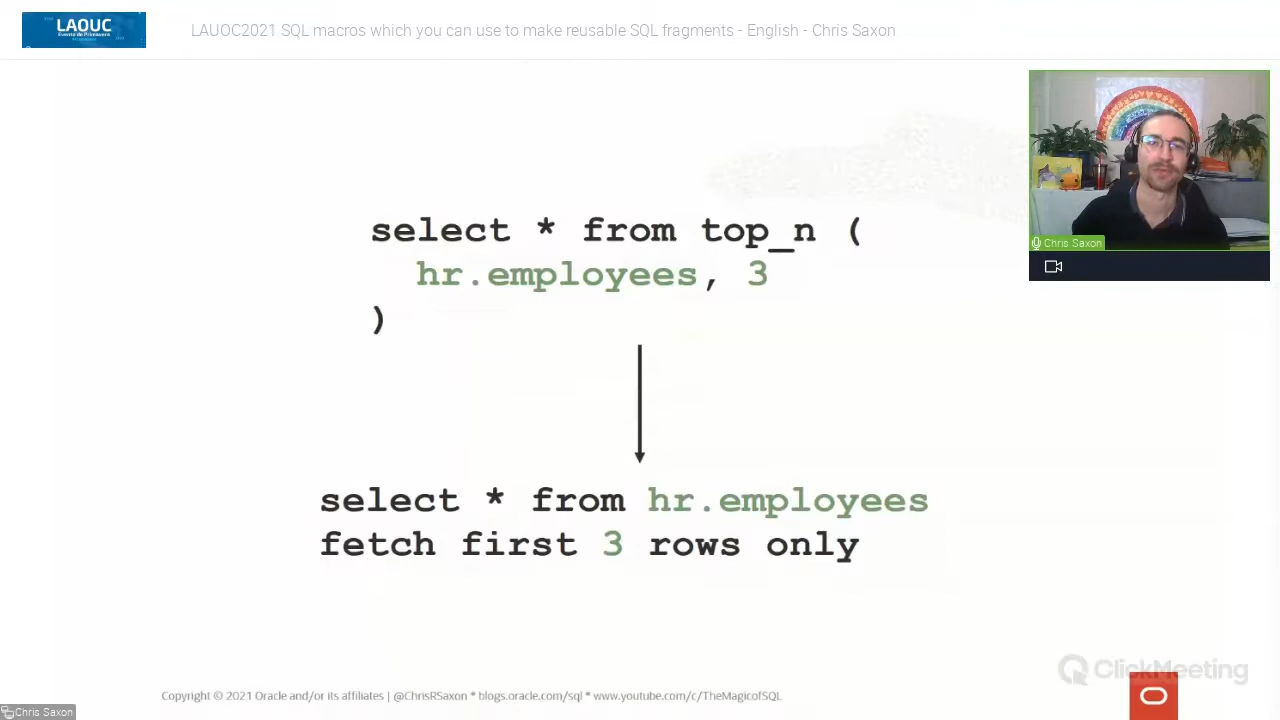 LAOUC
LAUOC2021 SQL macros which you can use to make reusable SQL fragments - English - Chris Saxon
select * from top_n (
hr.employees, 3
)
Chris Saxon
select * from hr.employees
fetch first 3 rows only
ClickMeeting
Copyright © 2021 Oracle and/or its affiliates | @ChrisRSaxon * blogs.oracle.com/sql * www.youtube.com/c/TheMagicofSQL
Chris Saxon